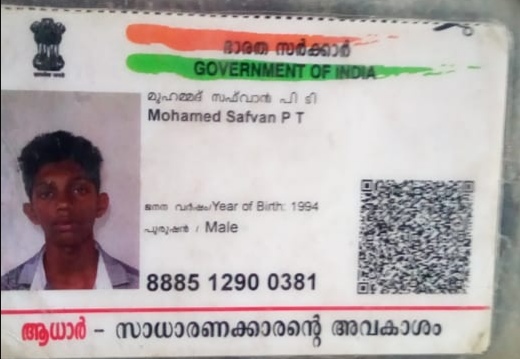 ഭാരത സർക്കാർ
GOVERNMENT OF INDIA
മുഹമ്മദ് സഫ്‌വാൻ പി ടി
Mohamed Safvan P T
ജനന വർഷം/Year of Birth: 1994
പുരുഷൻ / Male
8885 1290 0381
ആധാർ – സാധാരണക്കാരന്റെ അവകാശം